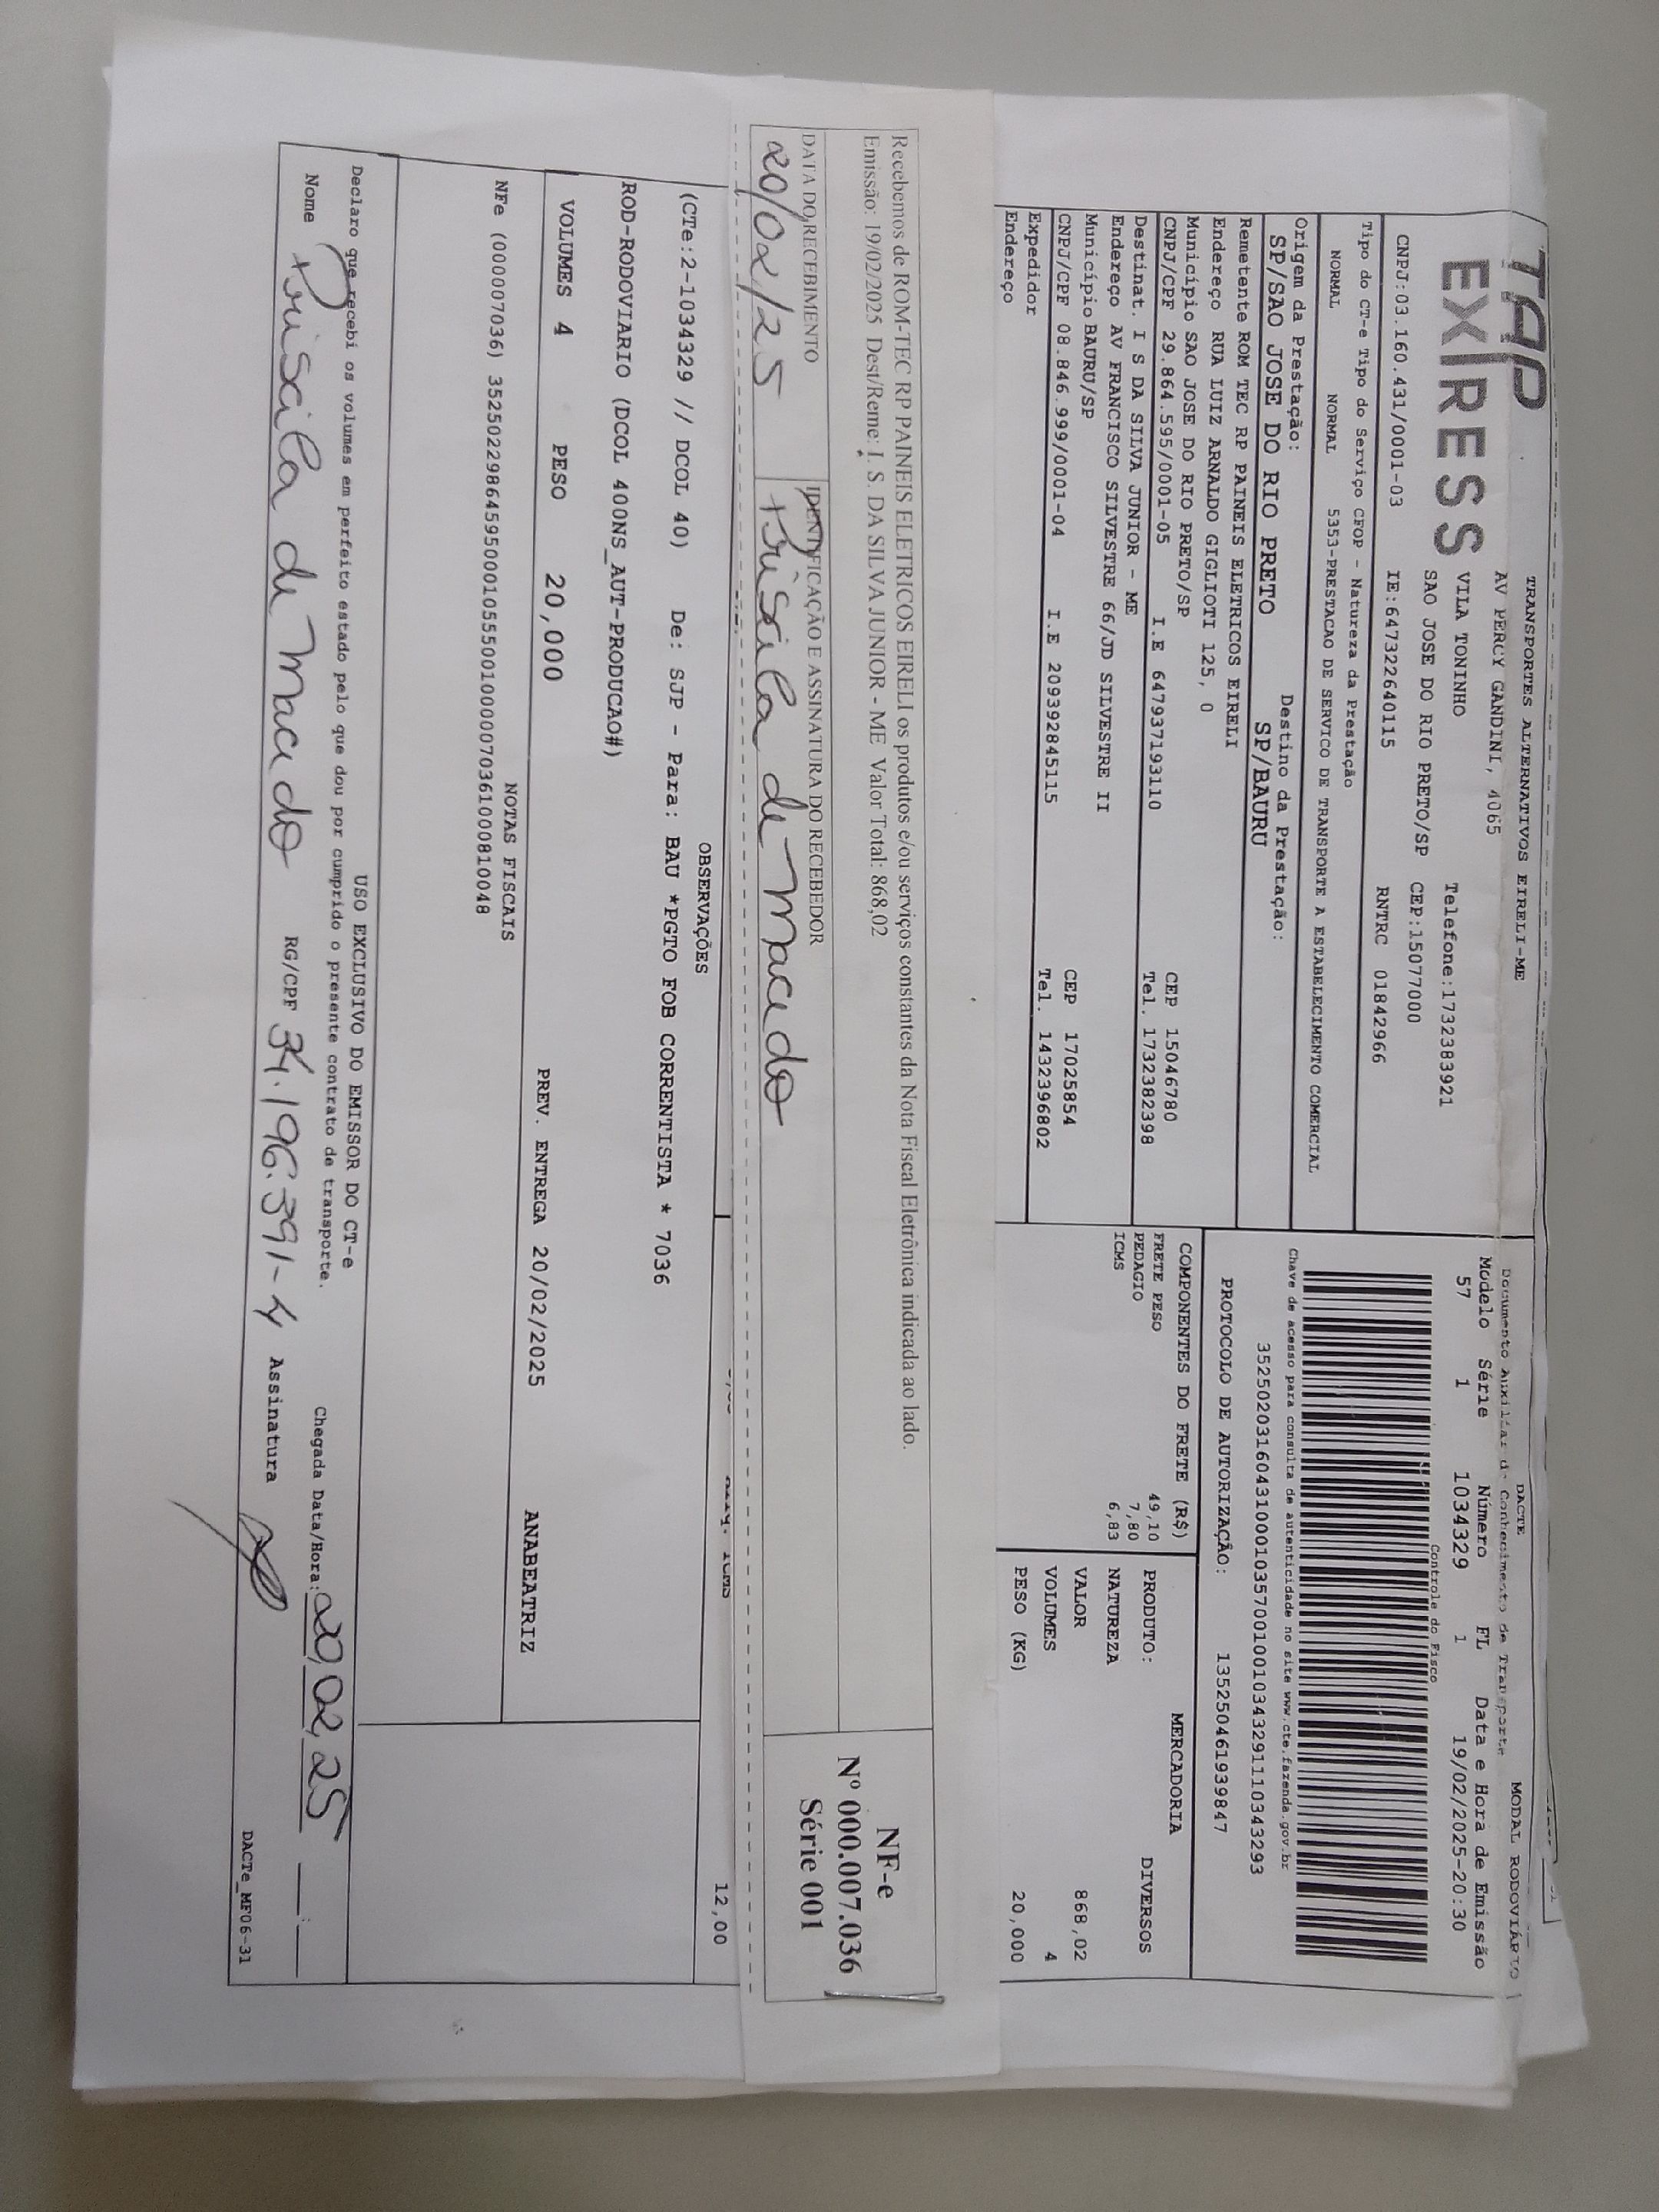 TAP
EXPRESS
TRANSPORTES ALTERNATIVOS EIRELI-ME
AV PERCY GANDINI, 4065
VILA TONINHO
SAO JOSE DO RIO PRETO/SP
Telefone:1732383921
CEP:15077000
CNPJ:03.160.431/0001-03 IE:647322640115 RNTRC 01842966
DACTE
MODAL RODOVIÁRIO
Documento Auxiliar de Conhecimento de Transporte
Modelo Série Número FL Data e Hora de Emissão
57 1 1034329 1 19/02/2025-20:30
Controle do Fisco
Tipo do CT-e Tipo do Serviço CFOP - Natureza da Prestação
NORMAL NORMAL 5353-PRESTACAO DE SERVICO DE TRANSPORTE A ESTABELECIMENTO COMERCIAL
Chave de acesso para consulta de autenticidade no site www.cte.fazenda.gov.br
35250203160431000103570010010343291110343293
PROTOCOLO DE AUTORIZAÇÃO: 135250461939847
Origem da Prestação: Destino da Prestação:
SP/SAO JOSE DO RIO PRETO SP/BAURU
Remetente ROM TEC RP PAINEIS ELETRICOS EIRELI
Endereço RUA LUIZ ARNALDO GIGLIOTI 125, 0
Município SAO JOSE DO RIO PRETO/SP CEP 15046780
CNPJ/CPF 29.864.595/0001-05 I.E 647937193110 Tel. 1732382398
Destinat. I S DA SILVA JUNIOR - ME
Endereço AV FRANCISCO SILVESTRE 66/JD SILVESTRE II
Município BAURU/SP CEP 17025854
CNPJ/CPF 08.846.999/0001-04 I.E 209392845115 Tel. 1432396802
Expedidor
Endereço
COMPONENTES DO FRETE (R$)
FRETE PESO 49,10
PEDAGIO 7,80
ICMS 6,83
MERCADORIA
PRODUTO: DIVERSOS
NATUREZA
VALOR 868,02
VOLUMES 4
PESO (KG) 20,000
Recebemos de ROM-TEC RP PAINEIS ELETRICOS EIRELI os produtos e/ou serviços constantes da Nota Fiscal Eletrônica indicada ao lado.
Emissão: 19/02/2025 Dest/Reme: I. S. DA SILVA JUNIOR - ME Valor Total: 868,02
DATA DO RECEBIMENTO IDENTIFICAÇÃO E ASSINATURA DO RECEBEDOR
20/02/25 Priscila de Macedo
NF-e
Nº 000.007.036
Série 001
12,00
OBSERVAÇÕES
(CTe:2-1034329 // DCOL 40) De: SJP - Para: BAU *PGTO FOB CORRENTISTA * 7036
ROD-RODOVIARIO (DCOL 400NS_AUT-PRODUCAO#)
VOLUMES 4 PESO 20,000 PREV. ENTREGA 20/02/2025 ANABEATRIZ
NOTAS FISCAIS
NFe (000007036) 35250229864595000105550010000070361000810048
USO EXCLUSIVO DO EMISSOR DO CT-e
Declaro que recebi os volumes em perfeito estado pelo que dou por cumprido o presente contrato de transporte.
Chegada Data/Hora: 20,02,25 __:__
Nome Priscila de Macedo RG/CPF 34.196.391-4 Assinatura
DACTe_MF06-31